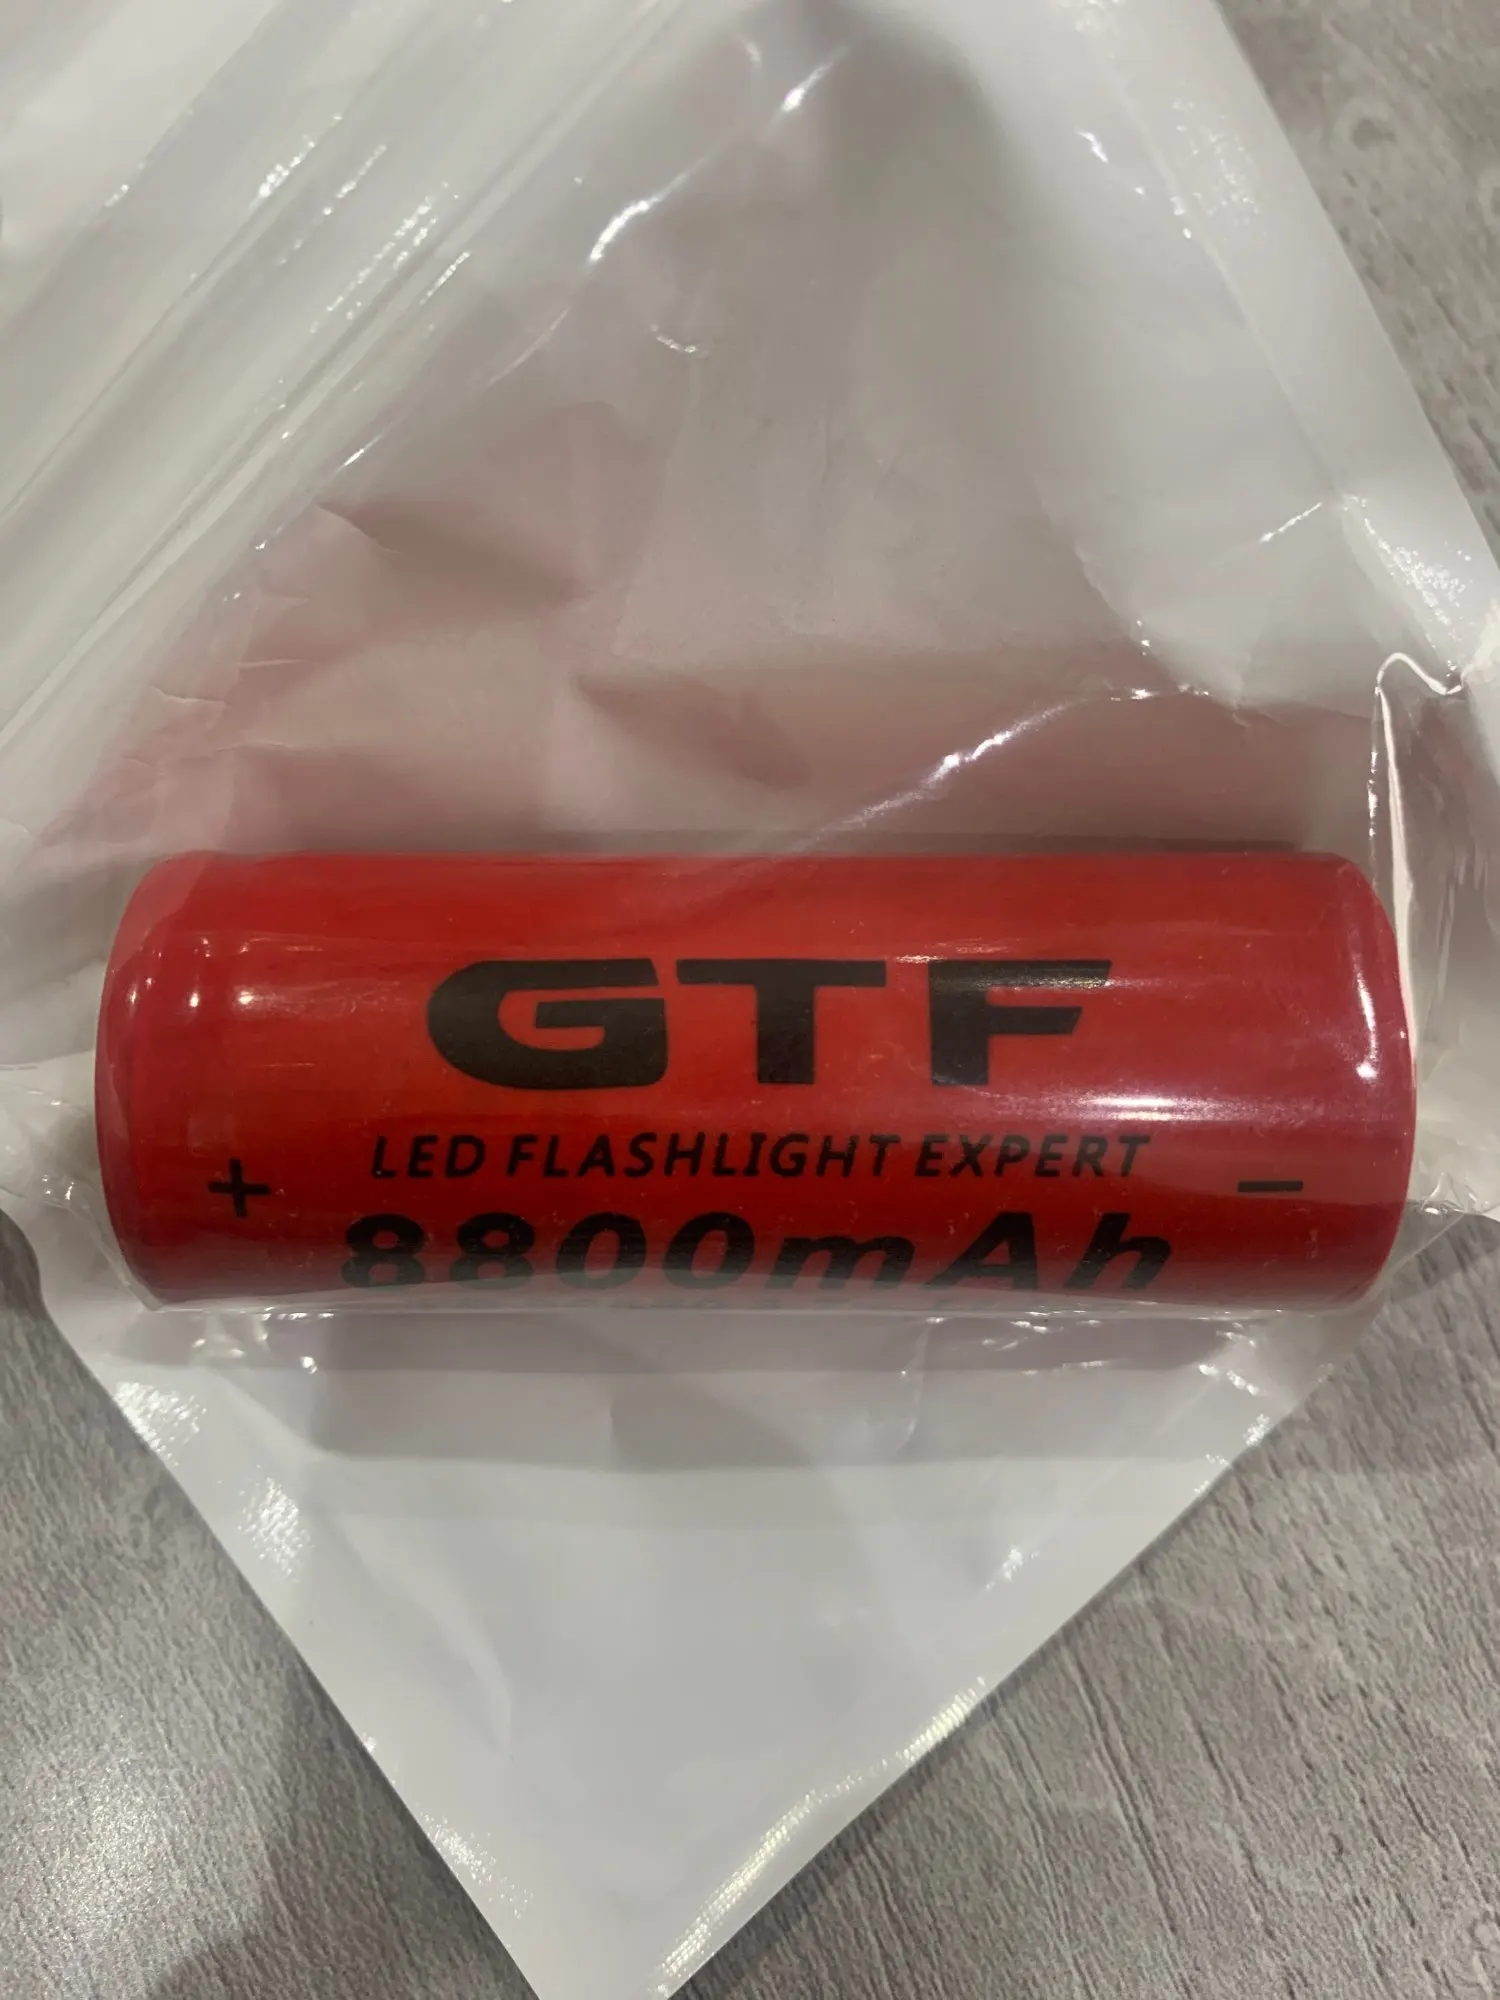 GTF
LED FLASHLIGHT EXPERT
+ −
8800mAh